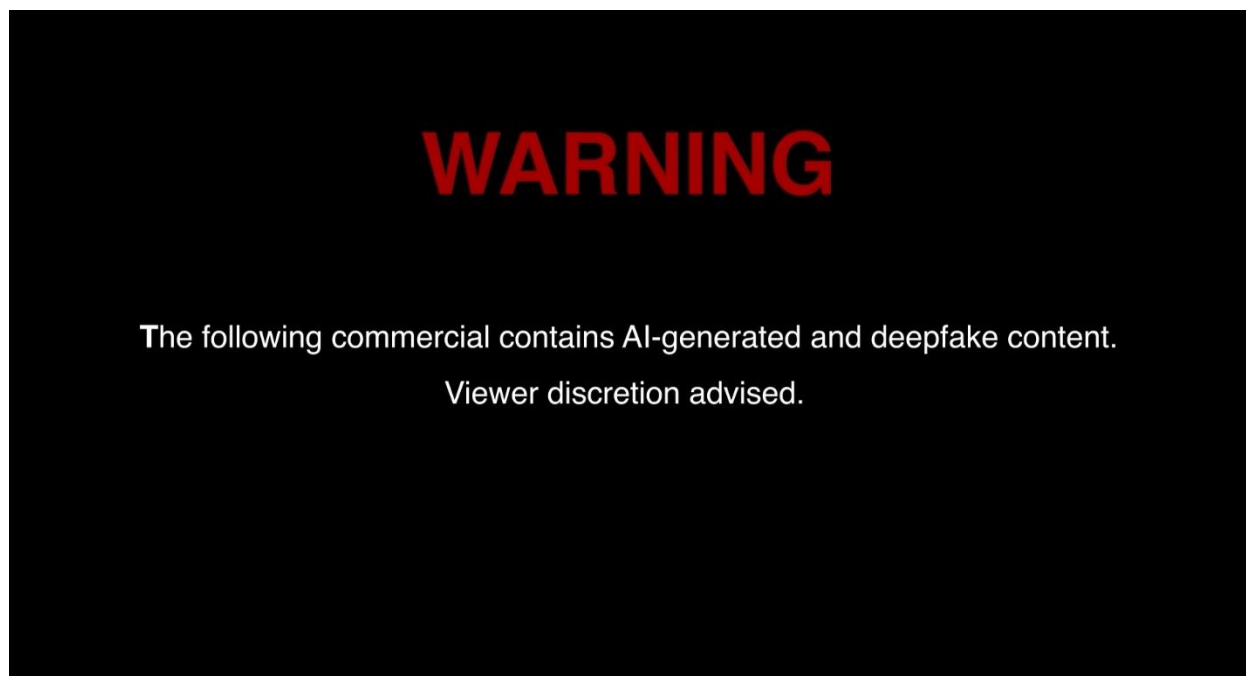 WARNING
The following commercial contains AI-generated and deepfake content.
Viewer discretion advised.